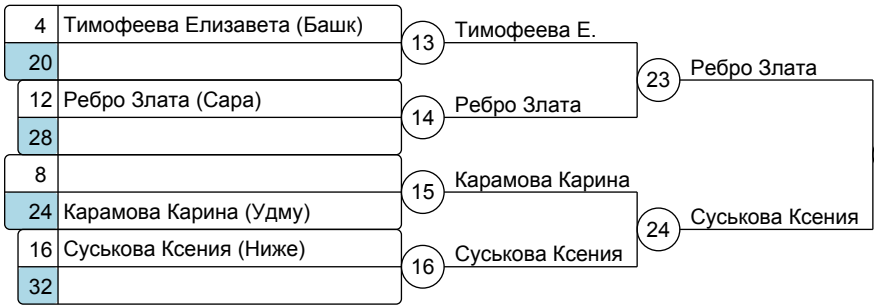 4 Тимофеева Елизавета (Башк)
13 Тимофеева Е.
20
23 Ребро Злата
12 Ребро Злата (Сара)
14 Ребро Злата
28
8
15 Карамова Карина
24 Карамова Карина (Удму)
24 Суськова Ксения
16 Суськова Ксения (Ниже)
16 Суськова Ксения
32